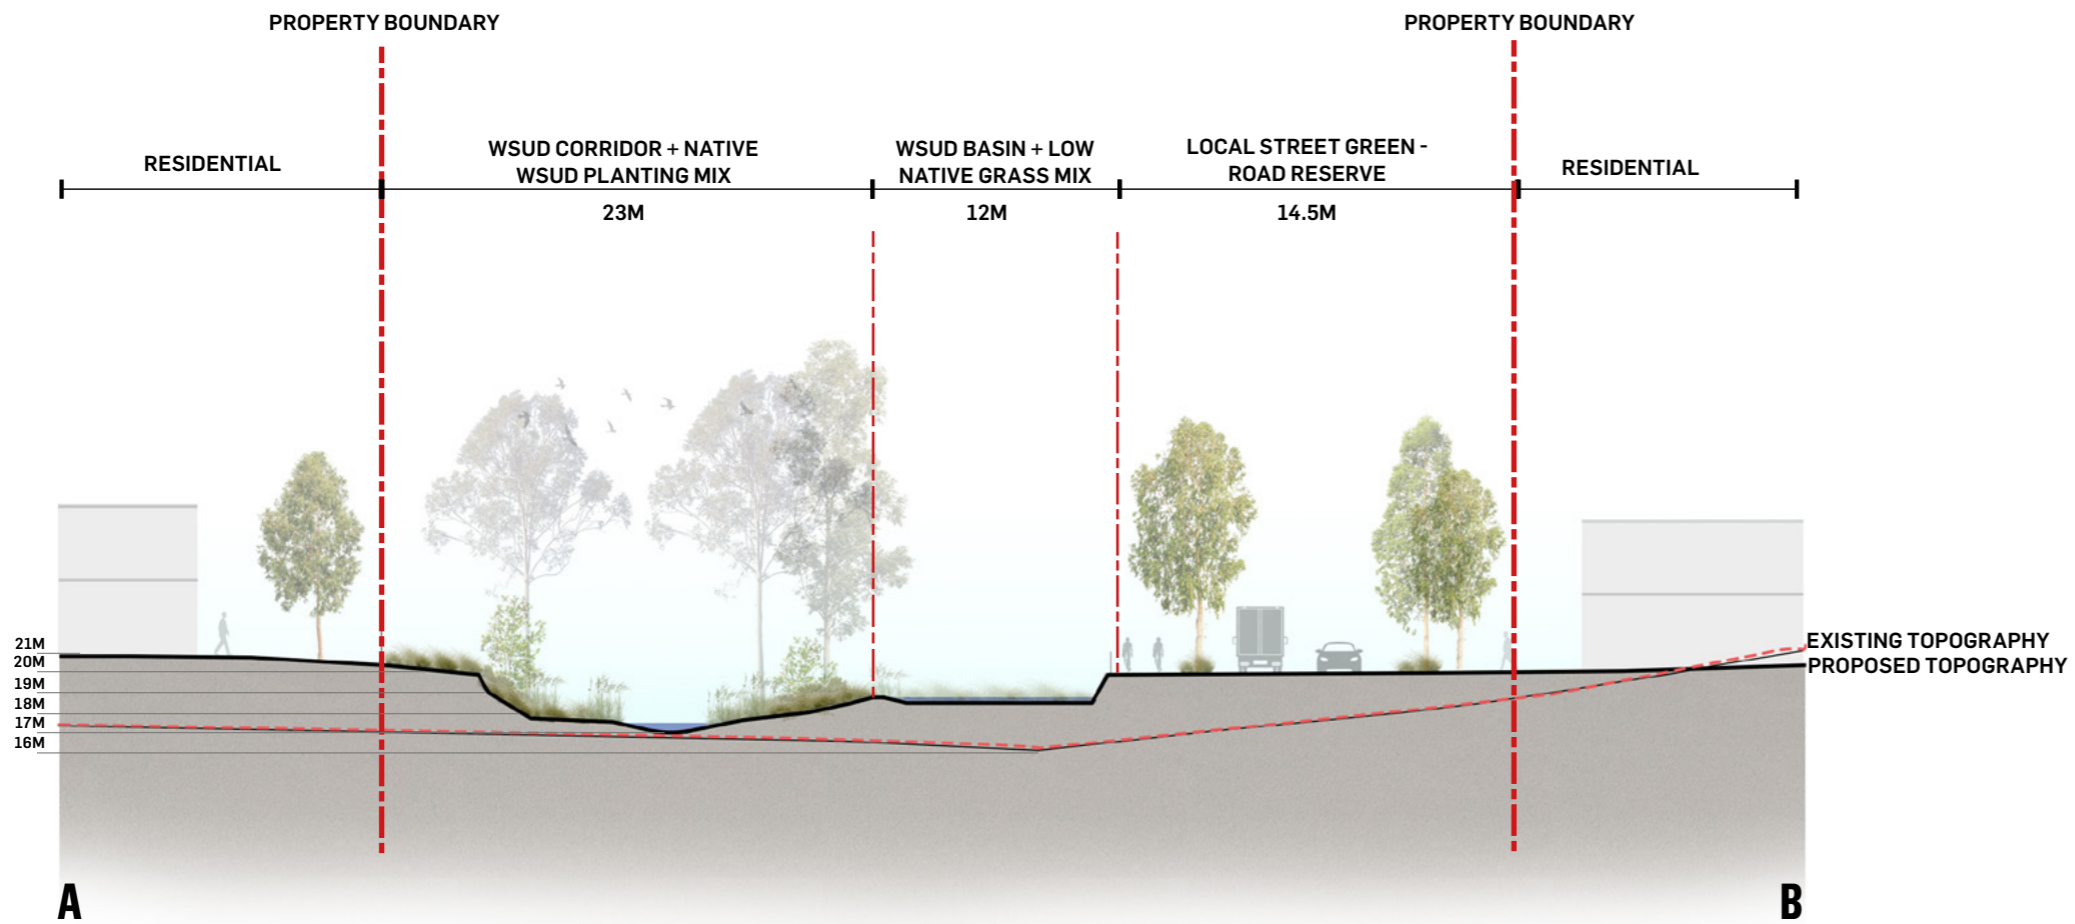 PROPERTY BOUNDARY
PROPERTY BOUNDARY
RESIDENTIAL
WSUD CORRIDOR + NATIVE
WSUD PLANTING MIX
WSUD BASIN + LOW
NATIVE GRASS MIX
LOCAL STREET GREEN -
ROAD RESERVE
RESIDENTIAL
23M
12M
14.5M
21M
20M
19M
18M
17M
16M
EXISTING TOPOGRAPHY
PROPOSED TOPOGRAPHY
A
B